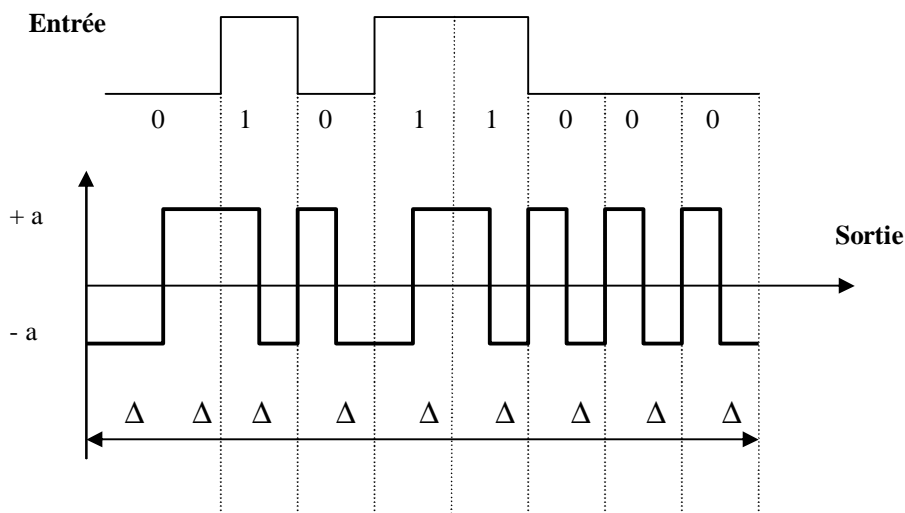 Entrée
0 1 0 1 1 0 0 0
+ a
Sortie
- a
Δ Δ Δ Δ Δ Δ Δ Δ Δ